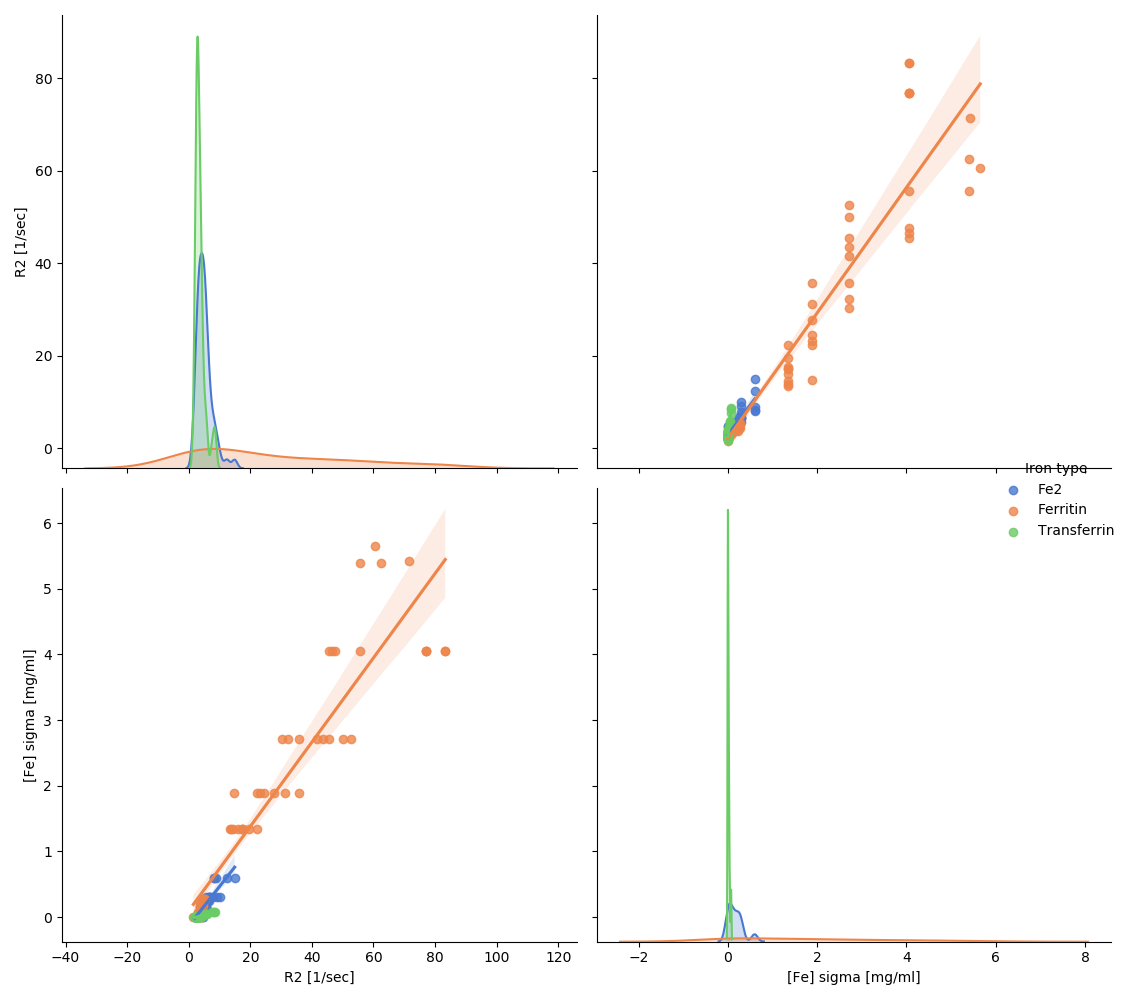 80
60
40
20
0
R2 [1/sec]
Iron type
Fe2
Ferritin
Transferrin
6
5
4
3
2
1
0
[Fe] sigma [mg/ml]
−40 −20 0 20 40 60 80 100 120
R2 [1/sec]
−2 0 2 4 6 8
[Fe] sigma [mg/ml]